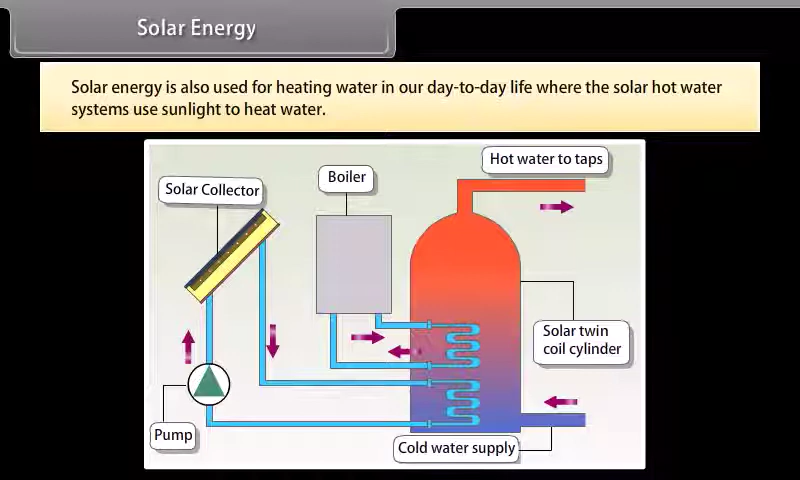 Solar Energy
Solar energy is also used for heating water in our day-to-day life where the solar hot water
systems use sunlight to heat water.
Hot water to taps
Boiler
Solar Collector
Solar twin
coil cylinder
Pump
Cold water supply